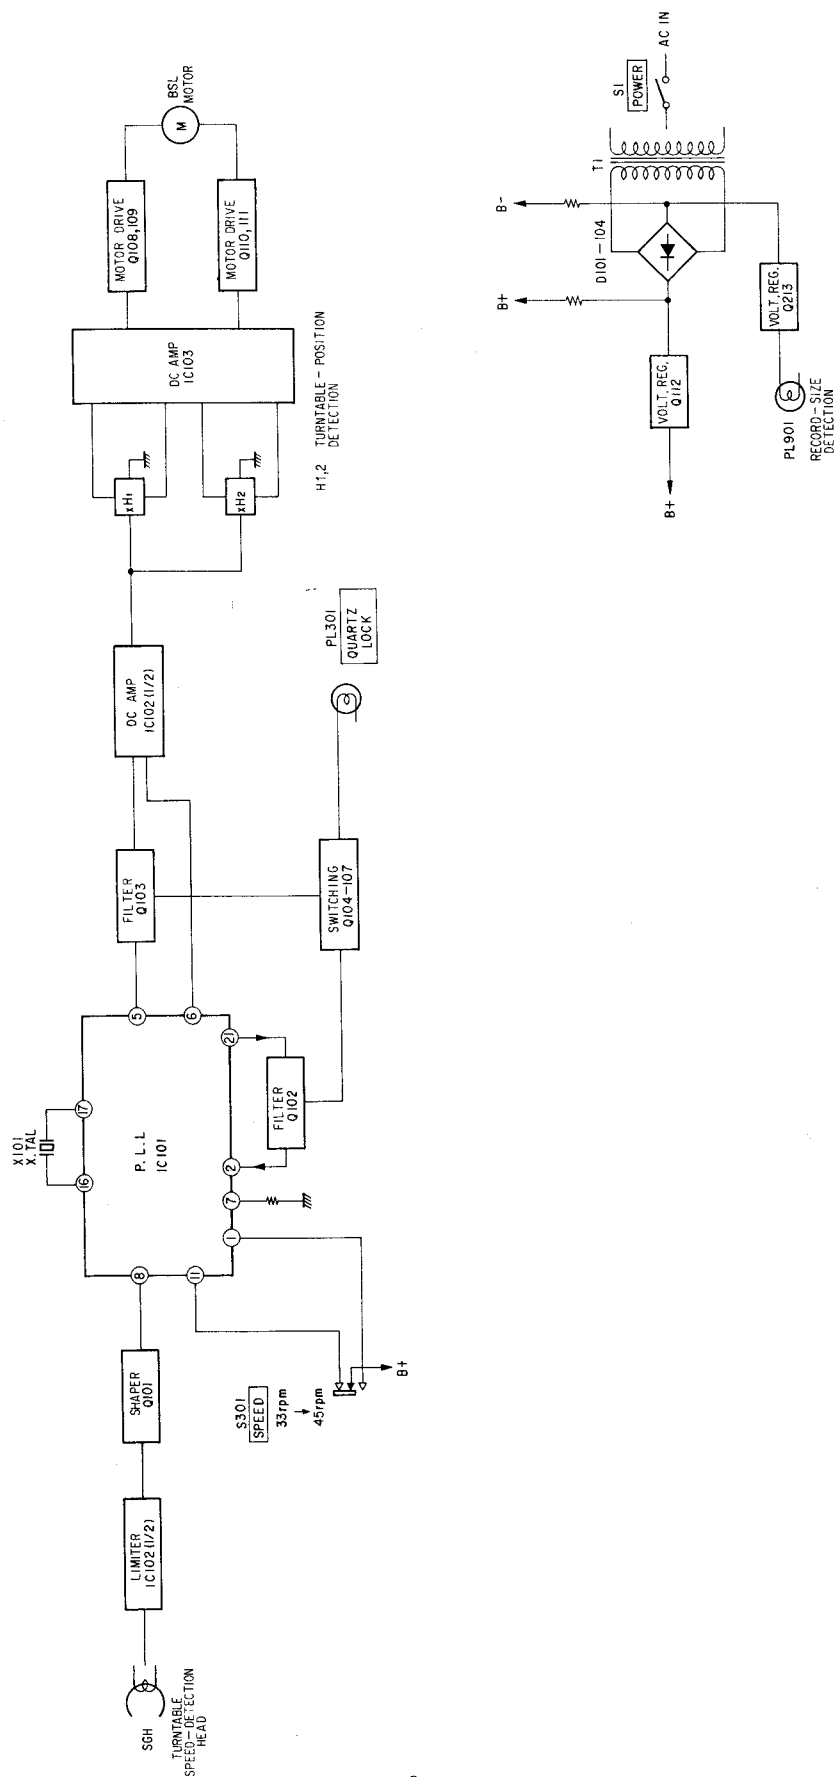 SGH
TURNTABLE
SPEED-DETECTION
HEAD
LIMITER
IC102(1/2)
SHAPER
Q101
S301
SPEED
33rpm
45rpm
B+
8
11
1
7
2
21
6
5
16
17
X101
X.TAL
P.L.L
IC101
FILTER
Q102
FILTER
Q103
SWITCHING
Q104-107
PL301
QUARTZ
LOCK
DC AMP
IC102(1/2)
XH1
XH2
H1,2 TURNTABLE-POSITION
DETECTION
DC AMP
IC103
MOTOR DRIVE
Q108,109
MOTOR DRIVE
Q110,111
M
BSL
MOTOR
B+
VOLT. REG.
Q112
B+
B-
D101-104
T1
S1
POWER
AC IN
VOLT. REG.
Q213
PL901
RECORD-SIZE
DETECTION